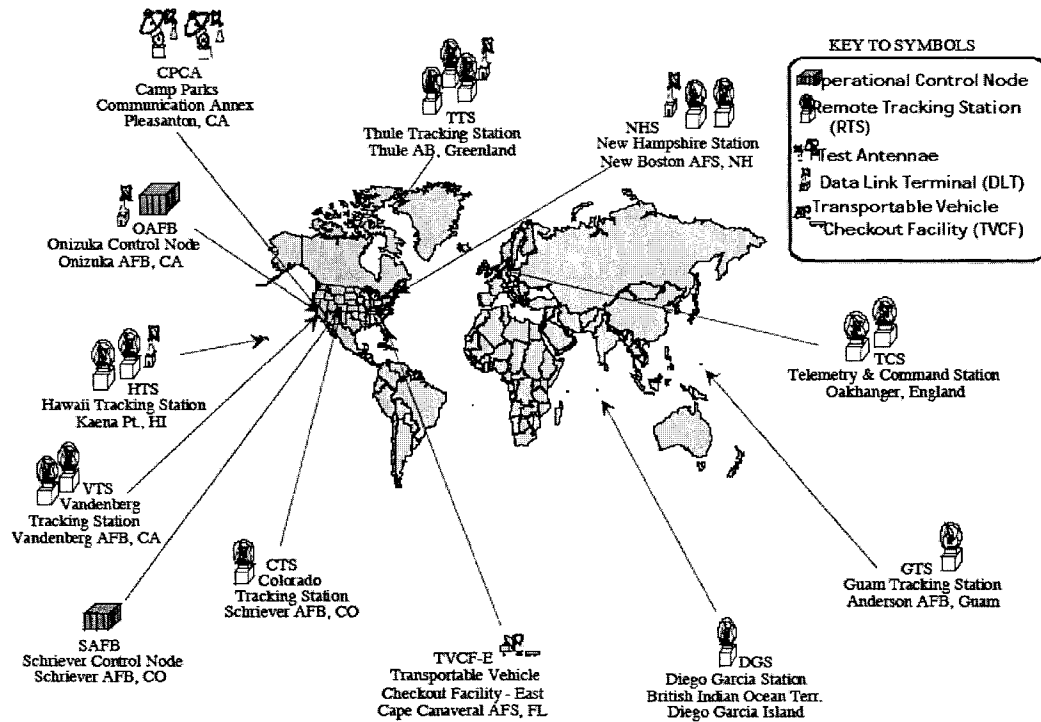 CPCA
Camp Parks
Communication Annex
Pleasanton, CA
TTS
Thule Tracking Station
Thule AB, Greenland
NHS
New Hampshire Station
New Boston AFS, NH
KEY TO SYMBOLS
Operational Control Node
Remote Tracking Station
(RTS)
Test Antennae
Data Link Terminal (DLT)
Transportable Vehicle
Checkout Facility (TVCF)
OAFB
Onizuka Control Node
Onizuka AFB, CA
HTS
Hawaii Tracking Station
Kaena Pt., HI
TCS
Telemetry & Command Station
Oakhanger, England
VTS
Vandenberg
Tracking Station
Vandenberg AFB, CA
CTS
Colorado
Tracking Station
Schriever AFB, CO
GTS
Guam Tracking Station
Anderson AFB, Guam
SAFB
Schriever Control Node
Schriever AFB, CO
TVCF-E
Transportable Vehicle
Checkout Facility - East
Cape Canaveral AFS, FL
DGS
Diego Garcia Station
British Indian Ocean Terr.
Diego Garcia Island